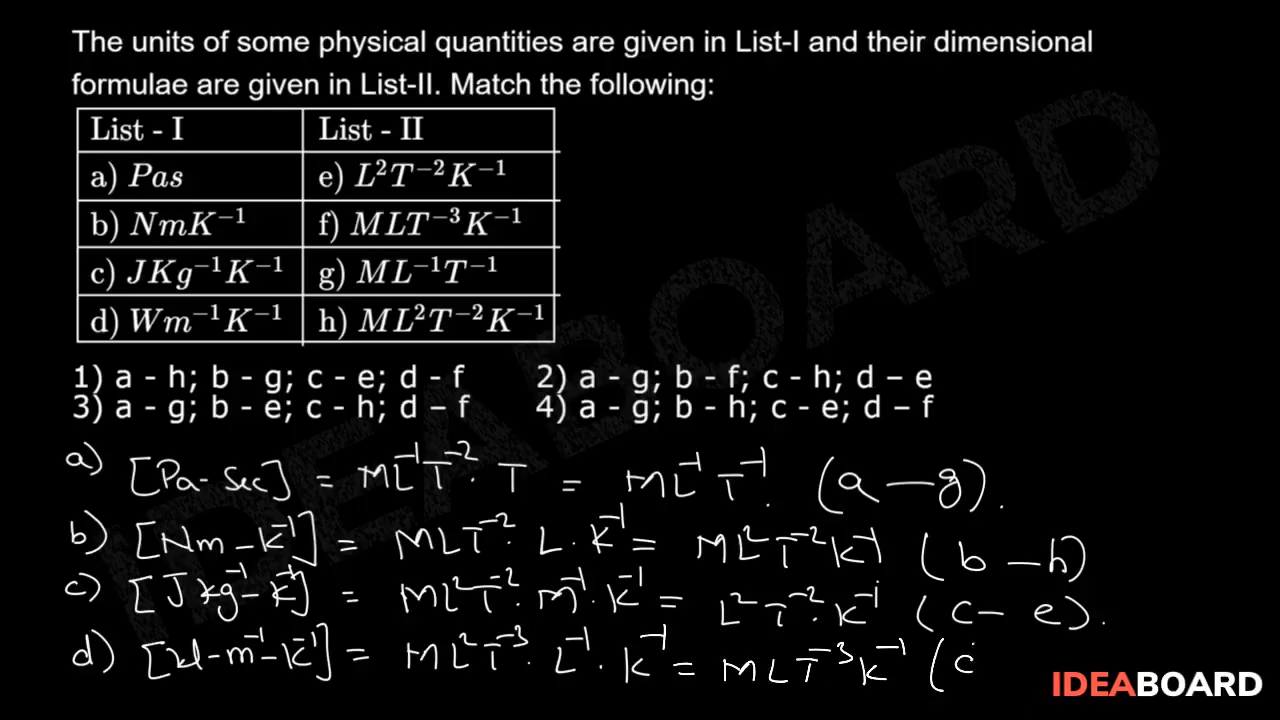 The units of some physical quantities are given in List-I and their dimensional
formulae are given in List-II. Match the following:
List - I List - II
a) Pas e) L²T⁻²K⁻¹
b) NmK⁻¹ f) MLT⁻³K⁻¹
c) JKg⁻¹K⁻¹ g) ML⁻¹T⁻¹
d) Wm⁻¹K⁻¹ h) ML²T⁻²K⁻¹
1) a - h; b - g; c - e; d - f 2) a - g; b - f; c - h; d – e
3) a - g; b - e; c - h; d – f 4) a - g; b - h; c - e; d – f
a) [Pa- Sec] = ML⁻¹T⁻². T = ML⁻¹T⁻¹. (a – g).
b) [Nm – K⁻¹] = MLT⁻². L. K⁻¹ = ML²T⁻²K⁻¹ (b – h)
c) [J kg⁻¹ – K⁻¹] = ML²T⁻². M⁻¹. K⁻¹ = L²T⁻². K⁻¹ (c – e).
d) [W – m⁻¹ – K⁻¹] = ML²T⁻³. L⁻¹. K⁻¹ = MLT⁻³K⁻¹ (
IDEABOARD
IDEABOARD